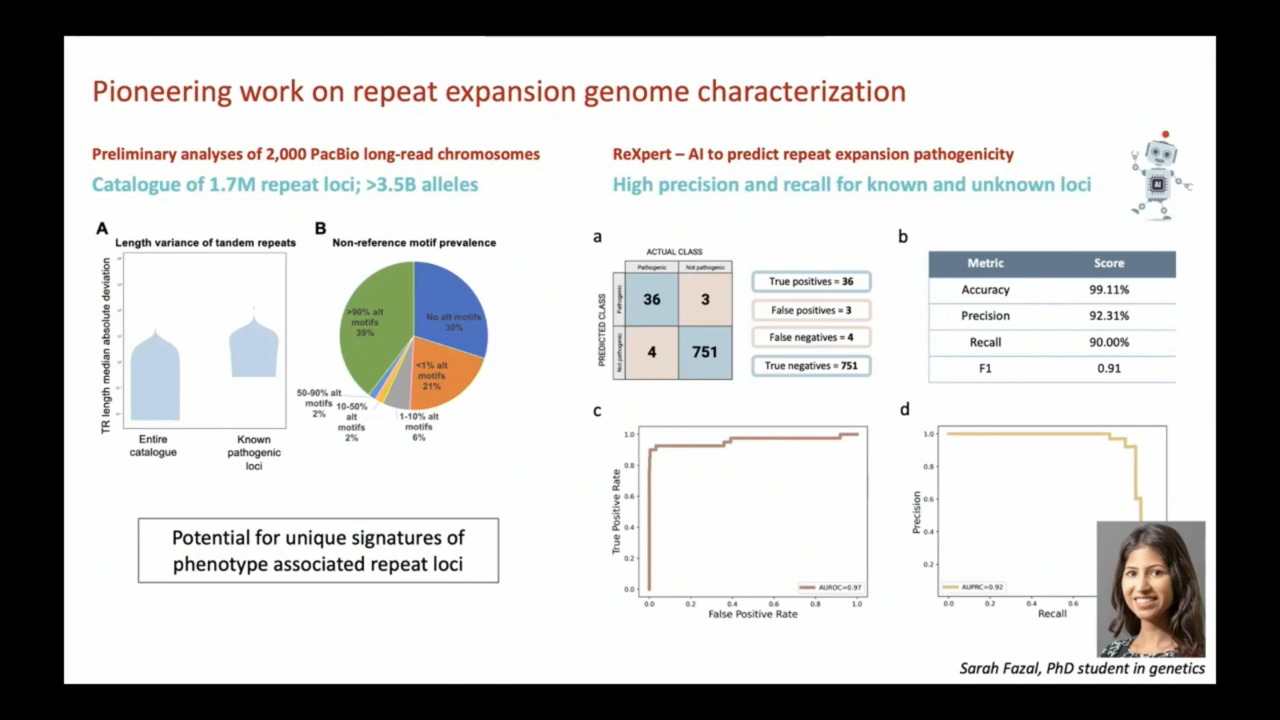 Pioneering work on repeat expansion genome characterization
Preliminary analyses of 2,000 PacBio long-read chromosomes
Catalogue of 1.7M repeat loci; >3.5B alleles
A
Length variance of tandem repeats
TR length median absolute deviation
Entire
catalogue
Known
pathogenic
loci
B
Non-reference motif prevalence
>90% alt
motifs
39%
No alt motifs
30%
<1% alt
motifs
21%
50-90% alt
motifs
2%
10-50%
alt
motifs
2%
1-10% alt
motifs
6%
Potential for unique signatures of
phenotype associated repeat loci
ReXpert – AI to predict repeat expansion pathogenicity
High precision and recall for known and unknown loci
AI
a
ACTUAL CLASS
Pathogenic Not pathogenic
PREDICTED CLASS
Pathogenic
Not pathogenic
36 3
4 751
True positives = 36
False positives = 3
False negatives = 4
True negatives = 751
b
Metric Score
Accuracy 99.11%
Precision 92.31%
Recall 90.00%
F1 0.91
c
True Positive Rate
1.0
0.8
0.6
0.4
0.2
0.0
AUROC=0.97
0.0 0.2 0.4 0.6 0.8 1.0
False Positive Rate
d
Precision
1.0
0.8
0.6
0.4
0.2
AUPRC=0.92
0.0 0.2 0.4 0.6
Recall
Sarah Fazal, PhD student in genetics